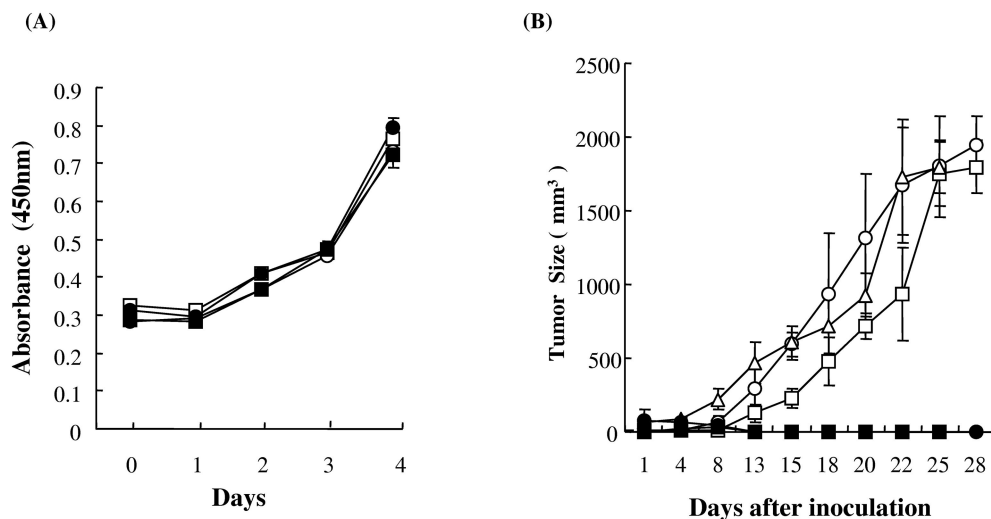 (A)
(B)
Absorbance (450nm)
0.9
0.8
0.7
0.6
0.5
0.4
0.3
0.2
0.1
0
0 1 2 3 4
Days
Tumor Size ( mm³ )
2500
2000
1500
1000
500
0
1 4 8 13 15 18 20 22 25 28
Days after inoculation